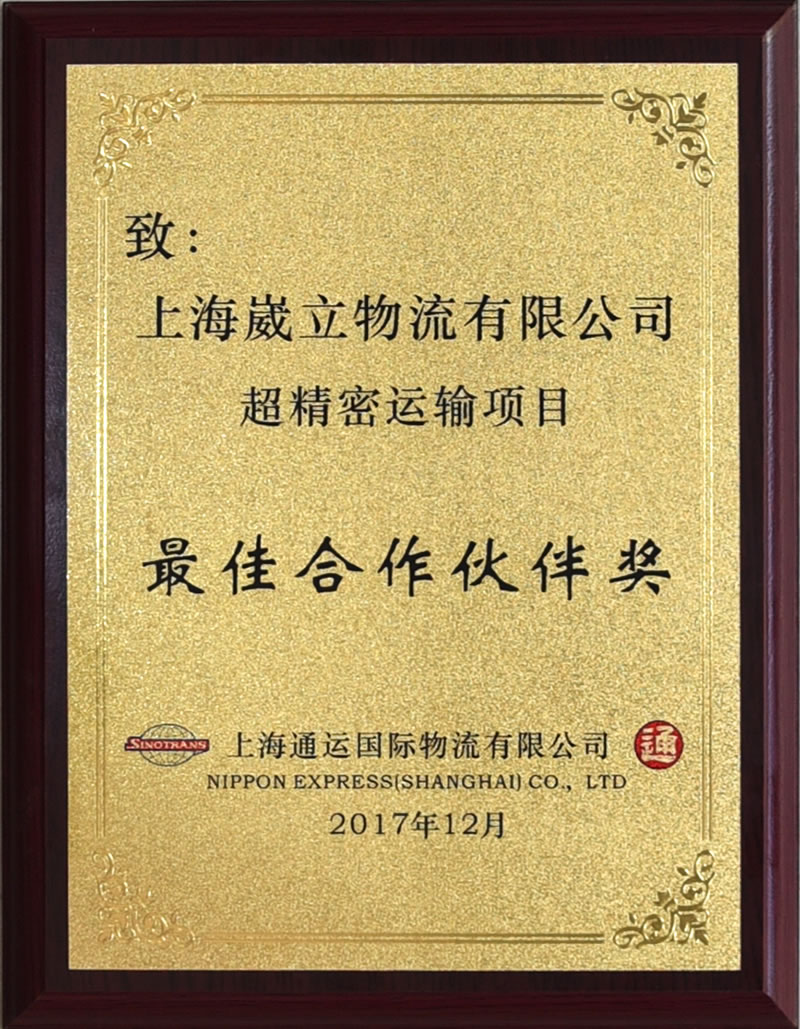 致：
上海崴立物流有限公司
超精密运输项目
最佳合作伙伴奖
SINOTRANS 上海通运国际物流有限公司 通
NIPPON EXPRESS(SHANGHAI) CO., LTD
2017年12月